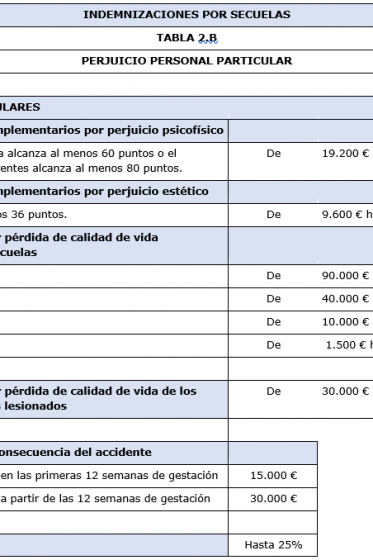 INDEMNIZACIONES POR SECUELAS
TABLA 2.B
PERJUICIO PERSONAL PARTICULAR
ULARES
mplementarios por perjuicio psicofísico
a alcanza al menos 60 puntos o el De 19.200 €
rentes alcanza al menos 80 puntos.
mplementarios por perjuicio estético
os 36 puntos. De 9.600 € h
r pérdida de calidad de vida
cuelas
De 90.000 €
De 40.000 €
De 10.000 €
De 1.500 € h
r pérdida de calidad de vida de los De 30.000 €
s lesionados
onsecuencia del accidente
en las primeras 12 semanas de gestación 15.000 €
a partir de las 12 semanas de gestación 30.000 €
Hasta 25%